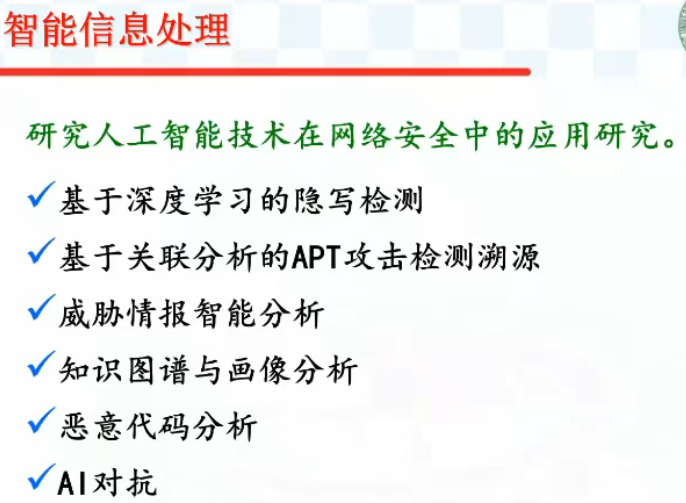 智能信息处理
研究人工智能技术在网络安全中的应用研究。
基于深度学习的隐写检测
基于关联分析的APT攻击检测溯源
威胁情报智能分析
知识图谱与画像分析
恶意代码分析
AI对抗